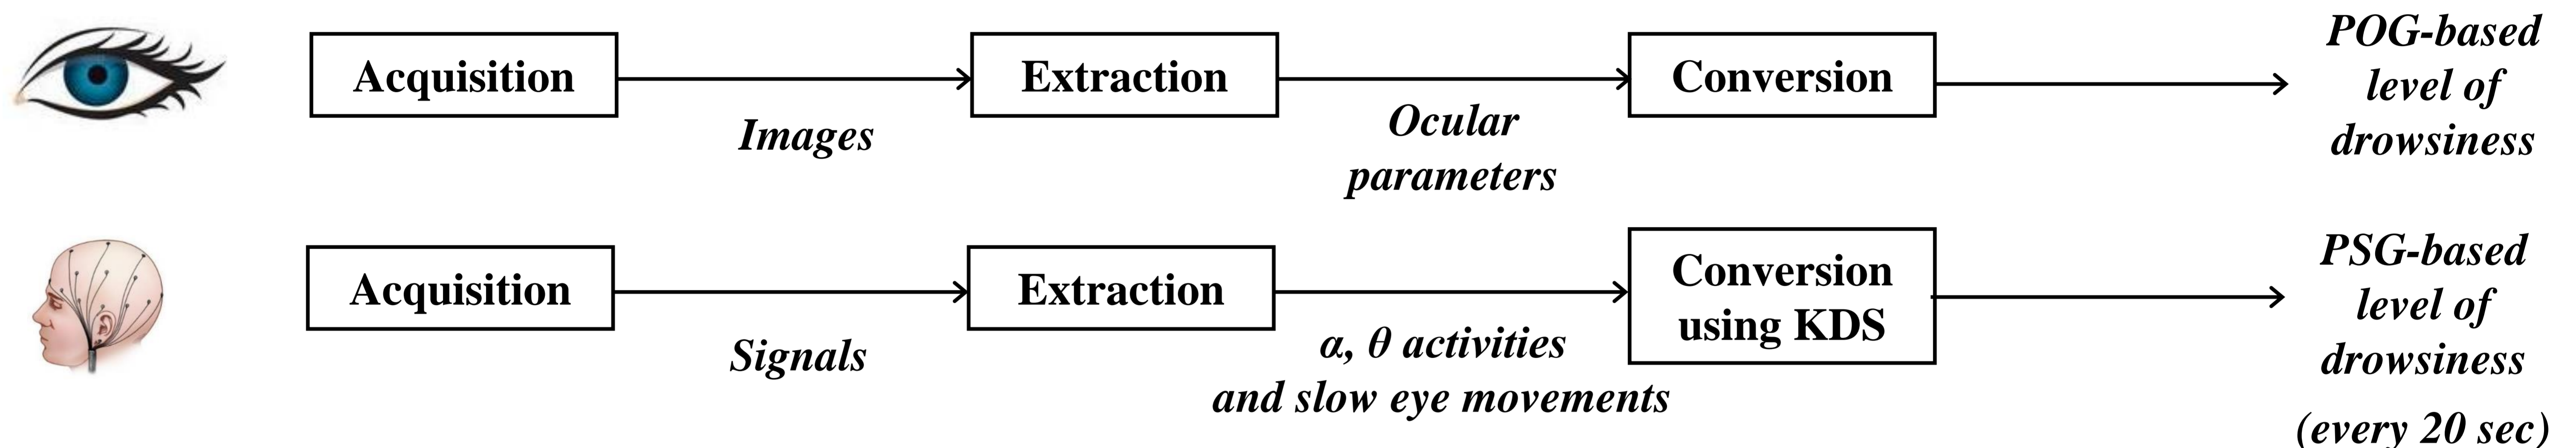 Acquisition
Images
Extraction
Ocular
parameters
Conversion
POG-based
level of
drowsiness
Acquisition
Signals
Extraction
α, θ activities
and slow eye movements
Conversion
using KDS
PSG-based
level of
drowsiness
(every 20 sec)